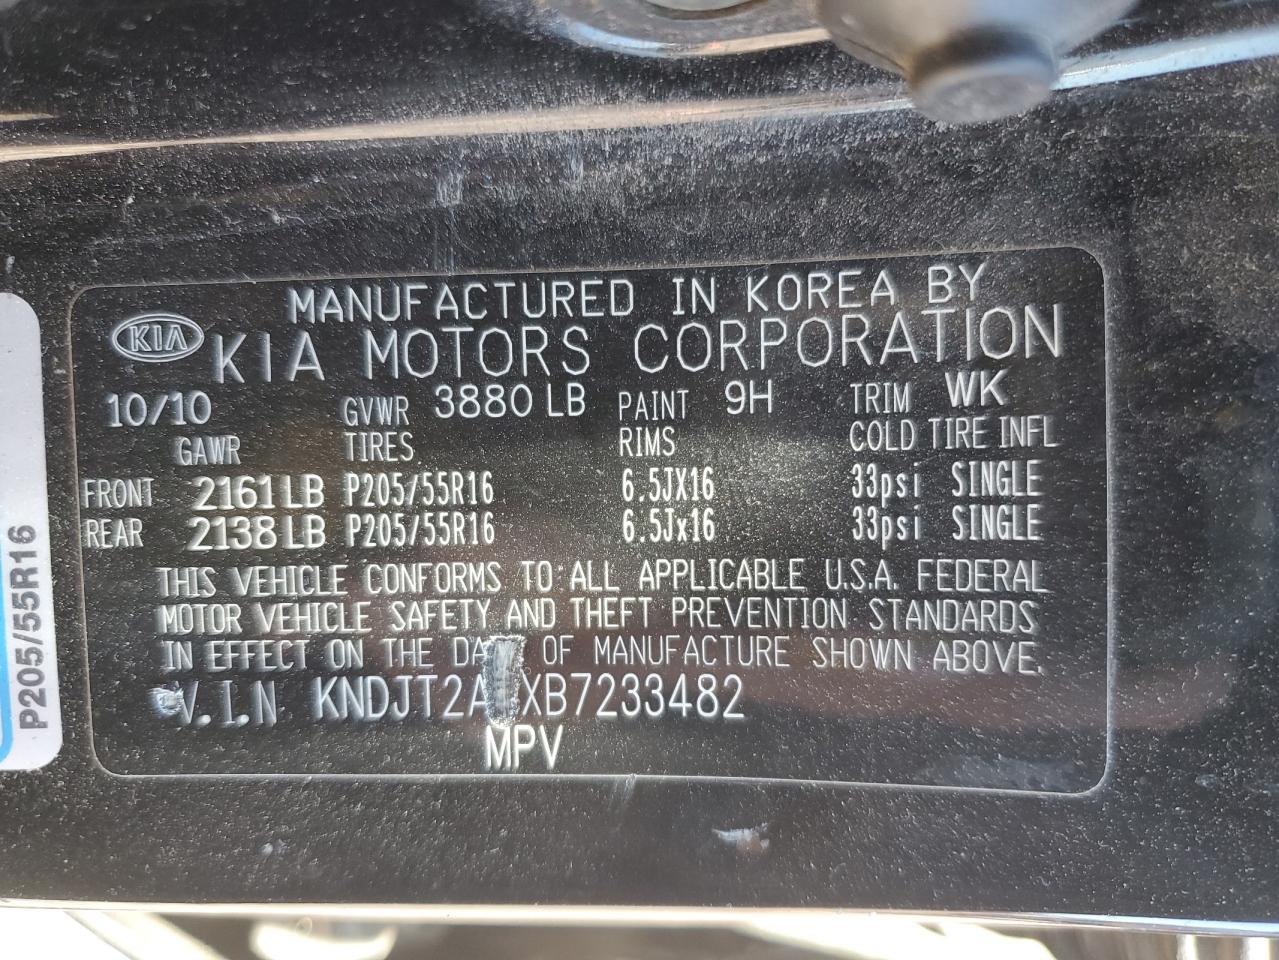 MANUFACTURED IN KOREA BY
KIA KIA MOTORS CORPORATION
10/10 GVWR 3880 LB PAINT 9H TRIM WK
GAWR TIRES RIMS COLD TIRE INFL
FRONT 2161 LB P205/55R16 6.5JX16 33psi SINGLE
REAR 2138 LB P205/55R16 6.5Jx16 33psi SINGLE
THIS VEHICLE CONFORMS TO ALL APPLICABLE U.S.A. FEDERAL
MOTOR VEHICLE SAFETY AND THEFT PREVENTION STANDARDS
IN EFFECT ON THE OF MANUFACTURE SHOWN ABOVE.
V.I.N
MPV
P205/55R16